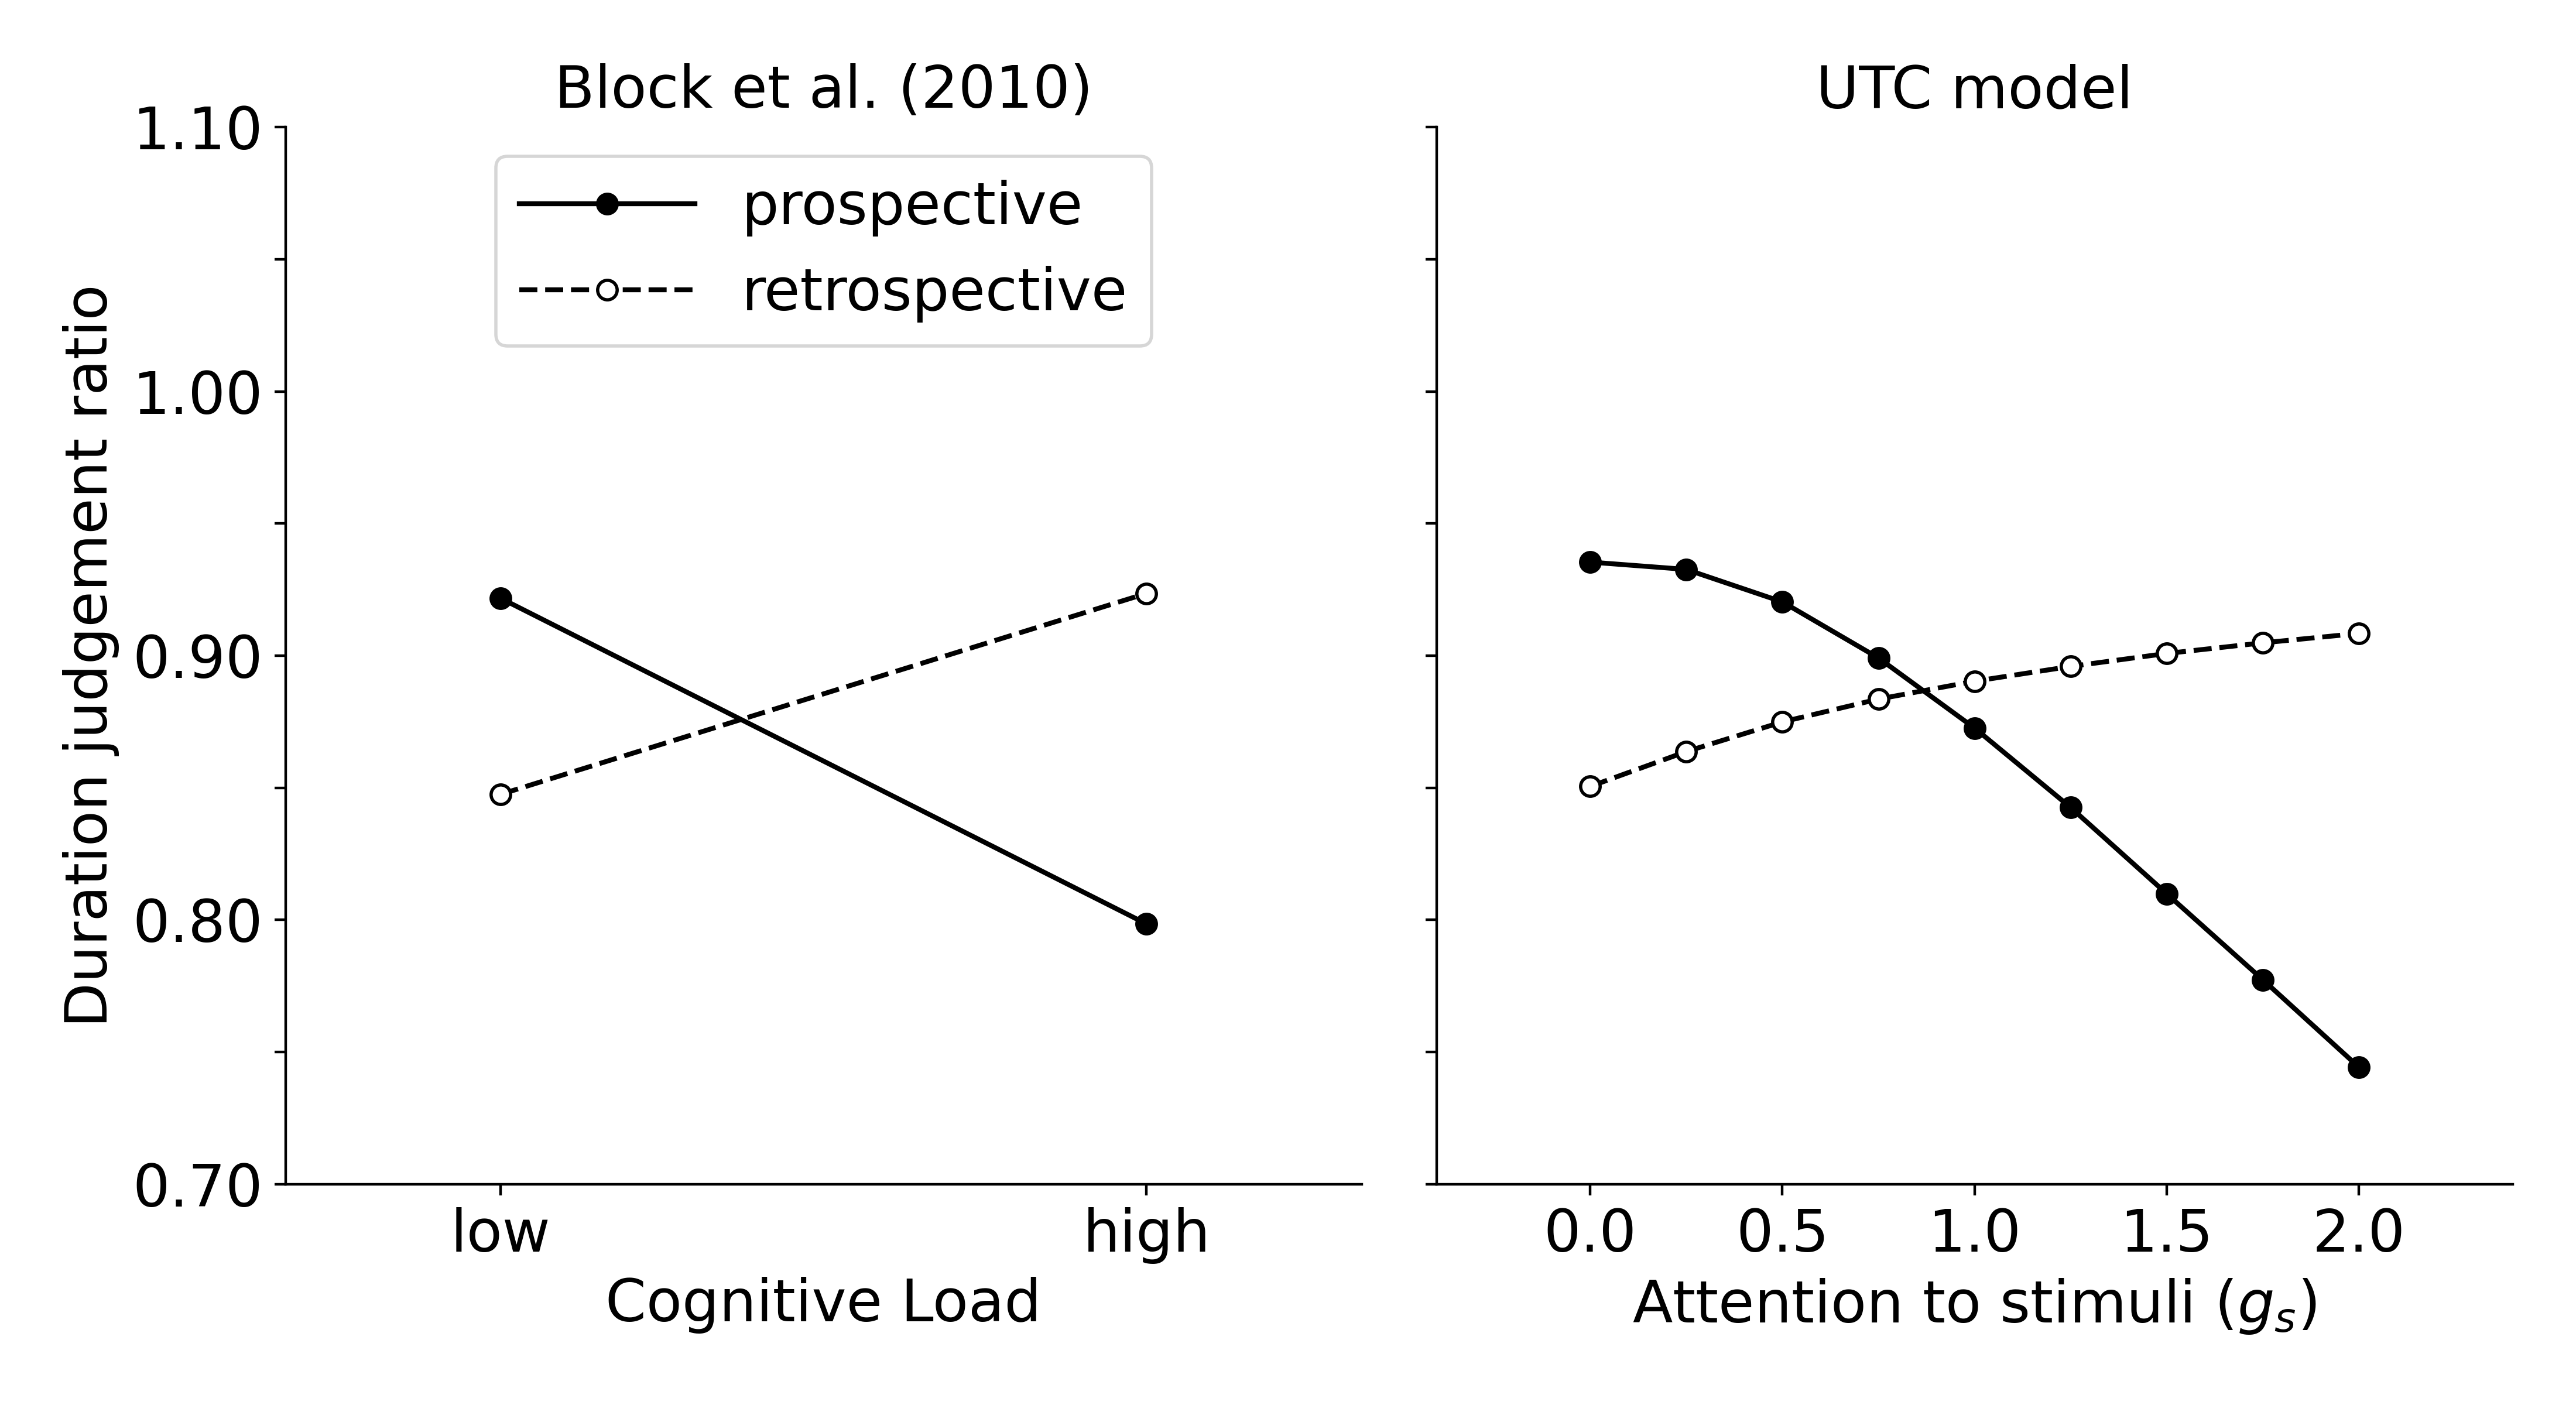 Block et al. (2010)
prospective
retrospective
Duration judgement ratio
1.10
1.00
0.90
0.80
0.70
low
high
Cognitive Load
UTC model
0.0
0.5
1.0
1.5
2.0
Attention to stimuli (gₛ)